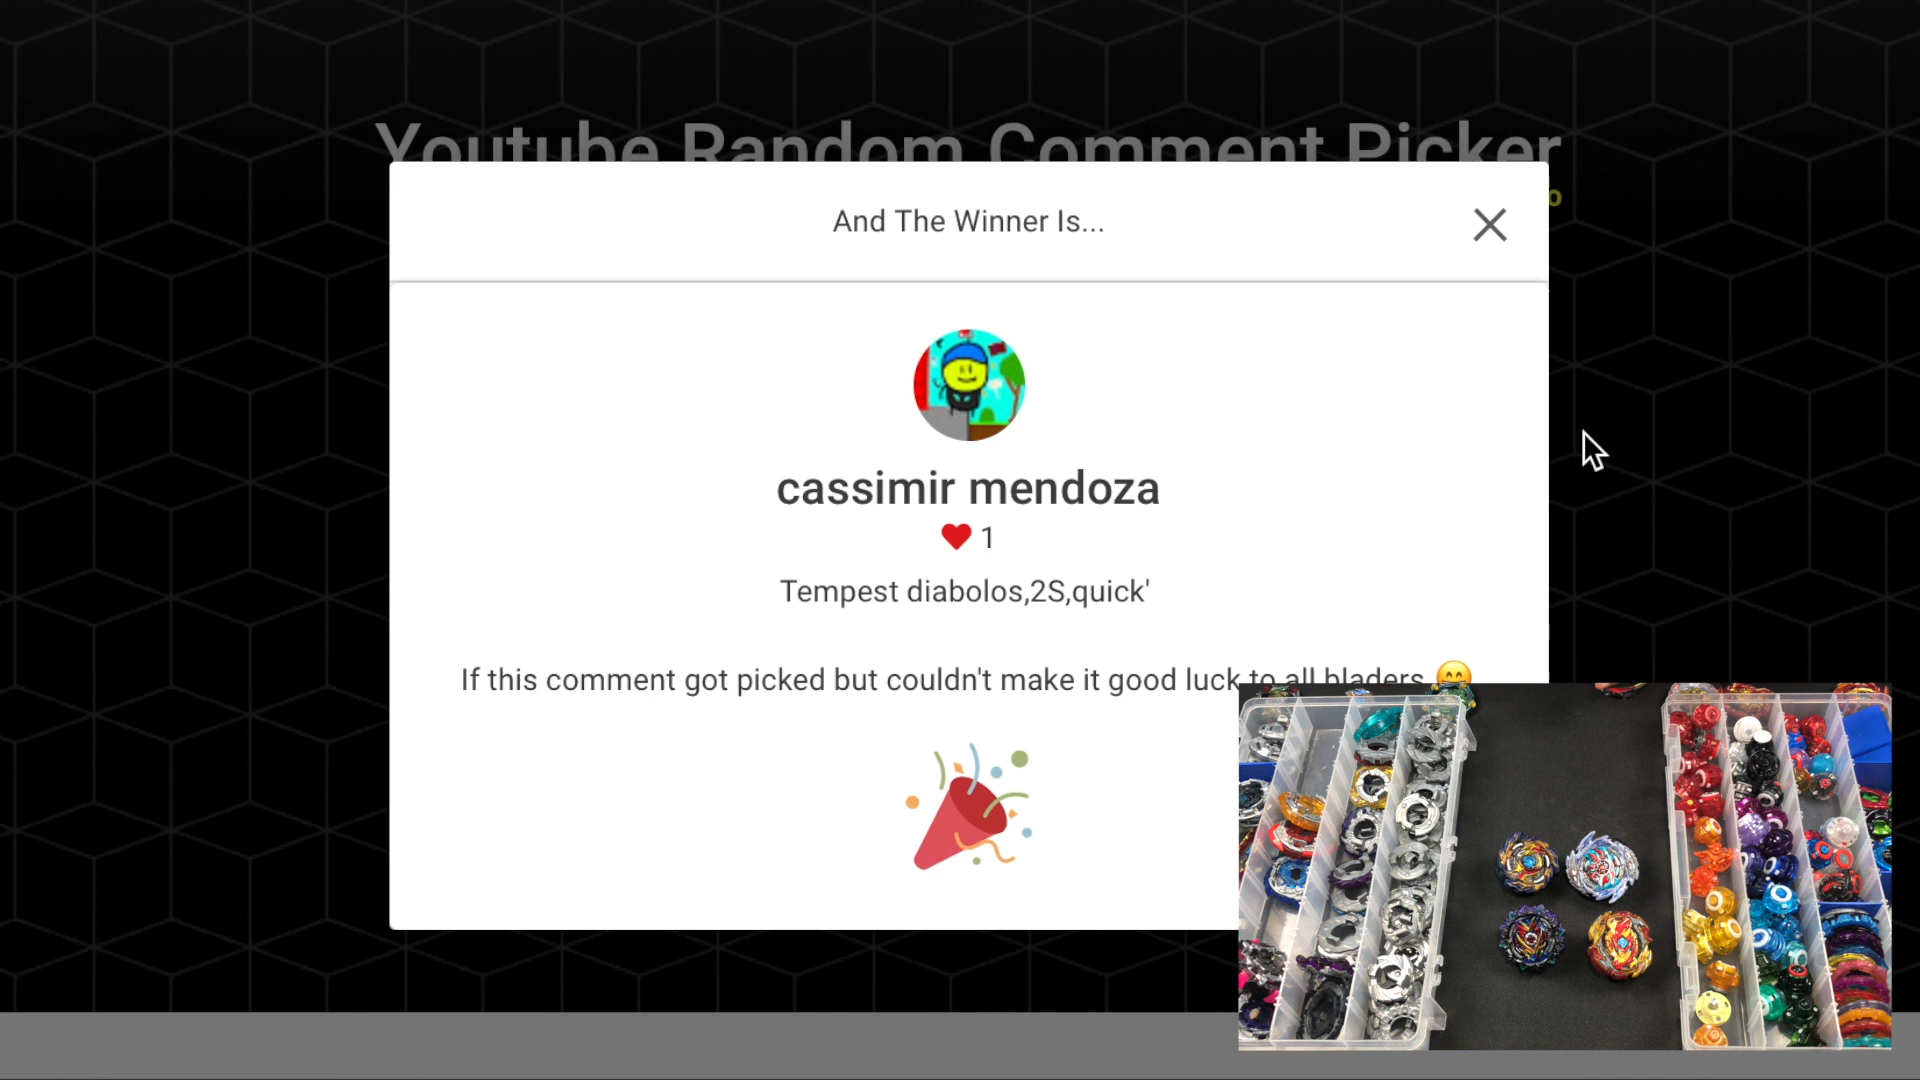 Youtube Random Comment Picker
o
And The Winner Is...
cassimir mendoza
1
Tempest diabolos,2S,quick'
If this comment got picked but couldn't make it good luck to all bladers 😄